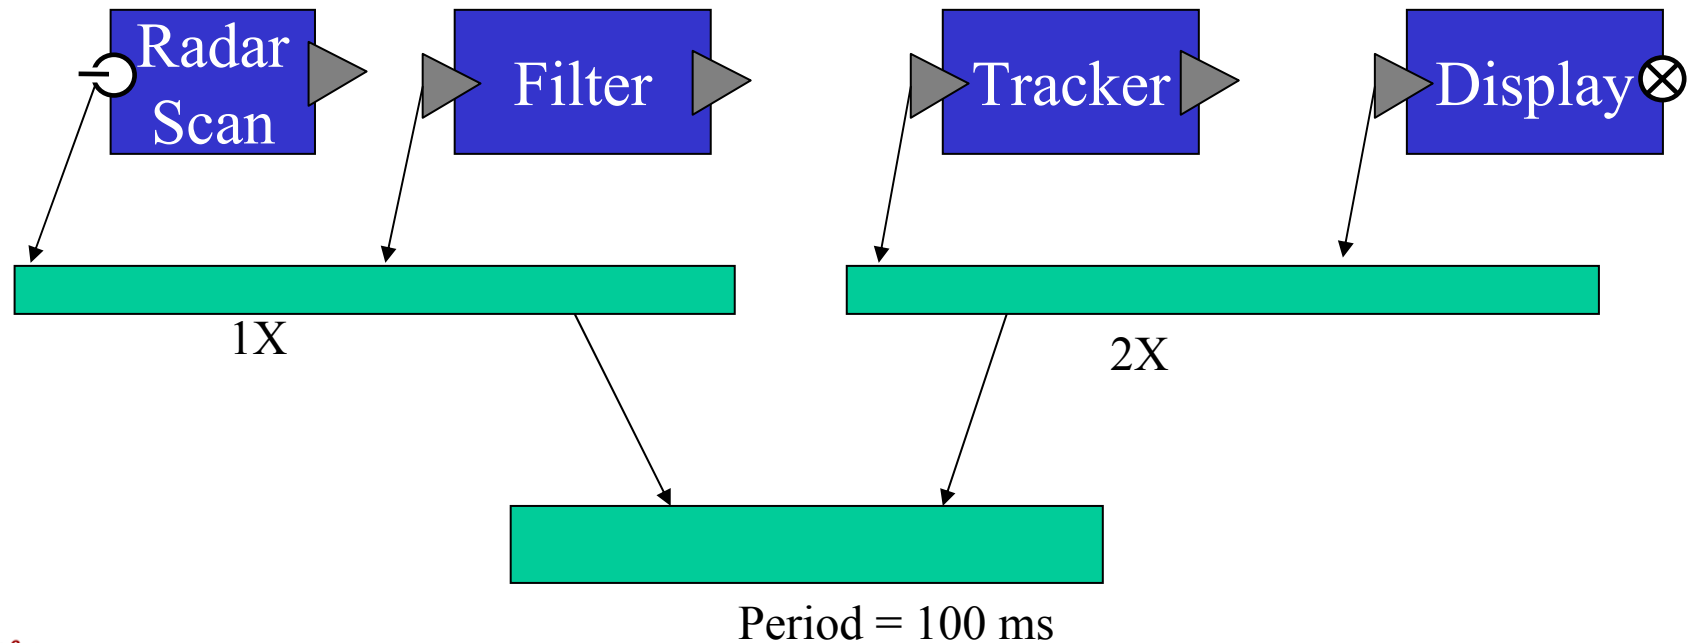 Radar
Scan
Filter
Tracker
Display
1X
2X
Period = 100 ms